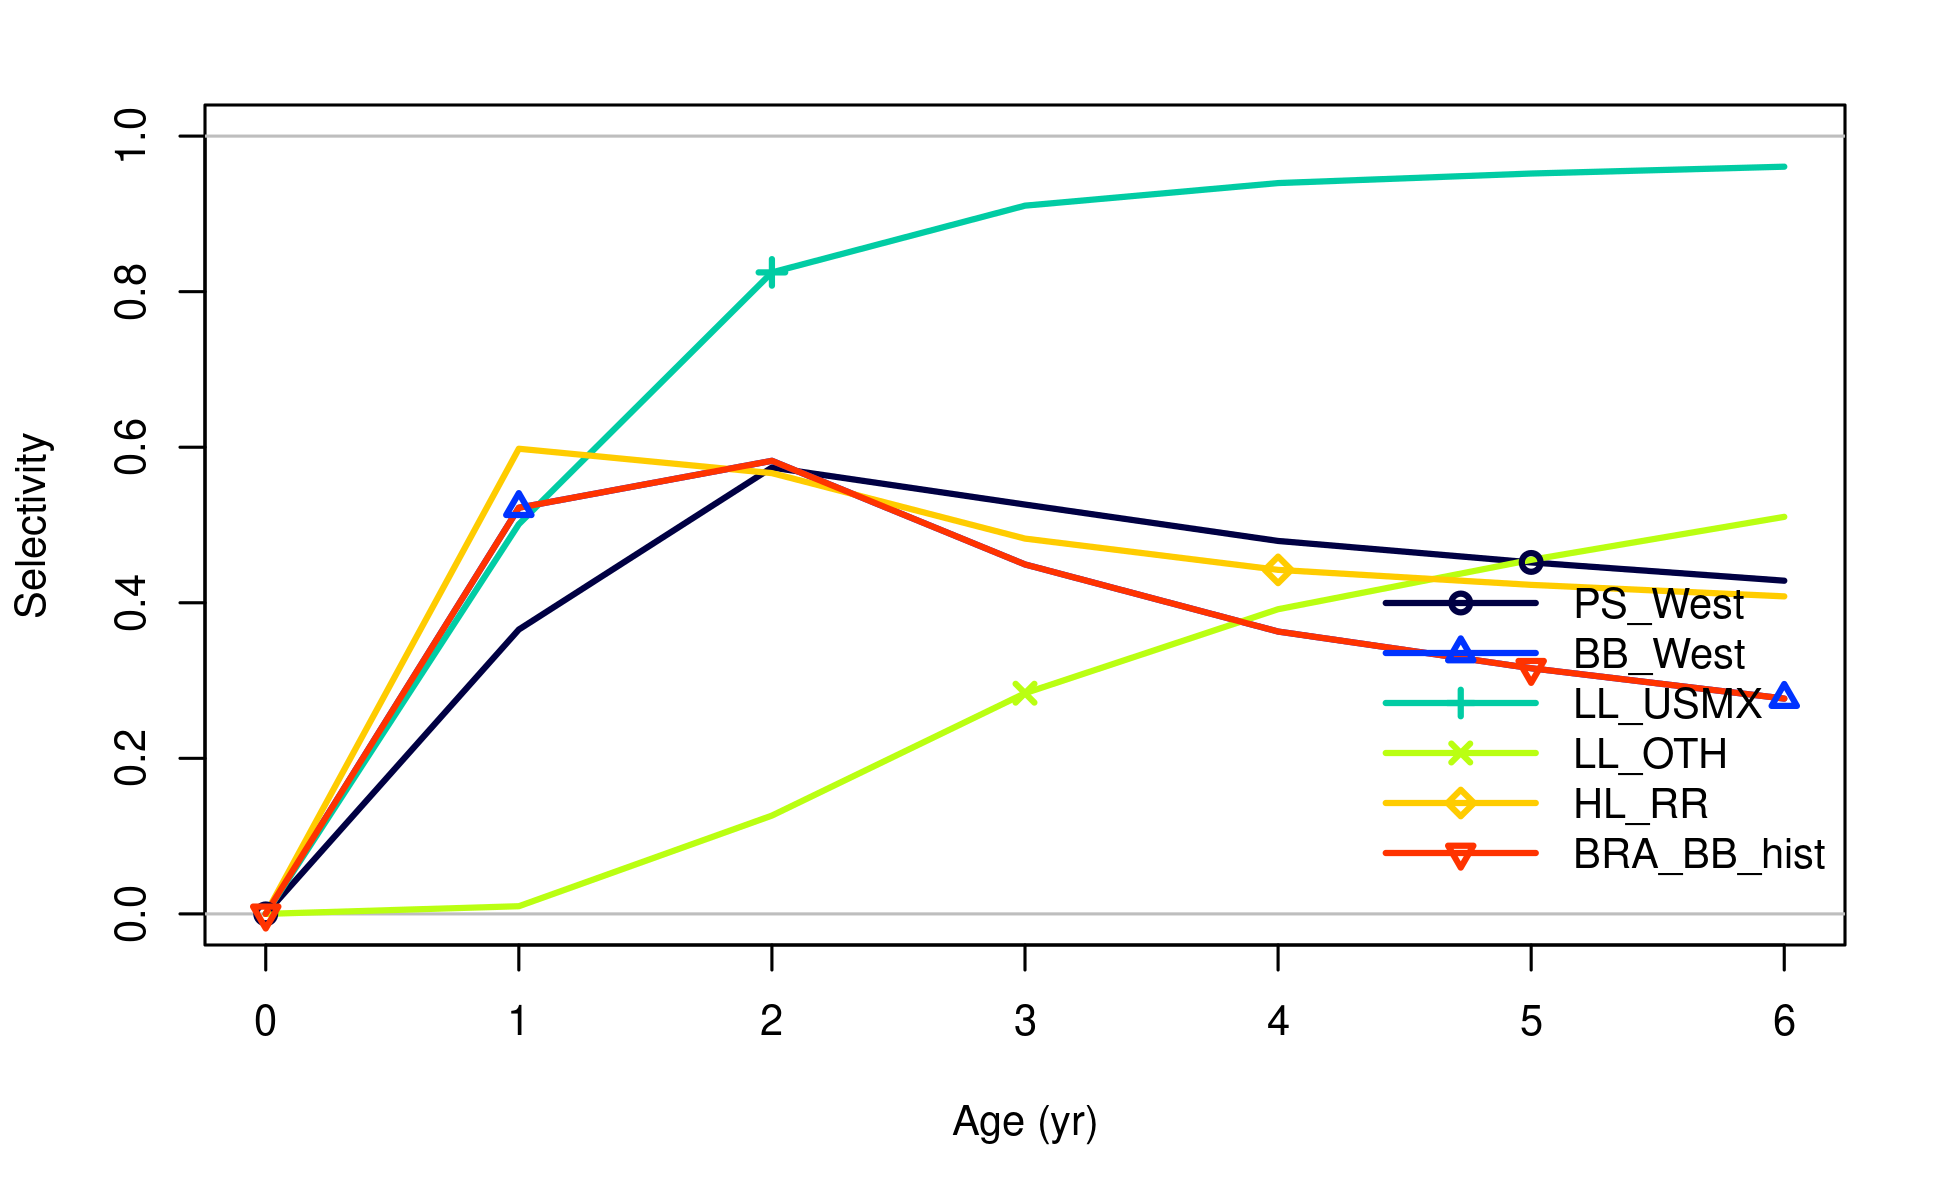 1.0
0.8
0.6
0.4
0.2
0.0
Selectivity
PS_West
BB_West
LL_USMX
LL_OTH
HL_RR
BRA_BB_hist
0 1 2 3 4 5 6
Age (yr)